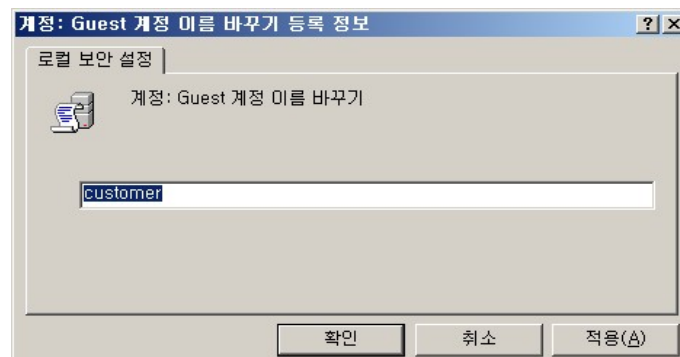 계정: Guest 계정 이름 바꾸기 등록 정보
로컬 보안 설정
계정: Guest 계정 이름 바꾸기
customer
확인 취소 적용(A)